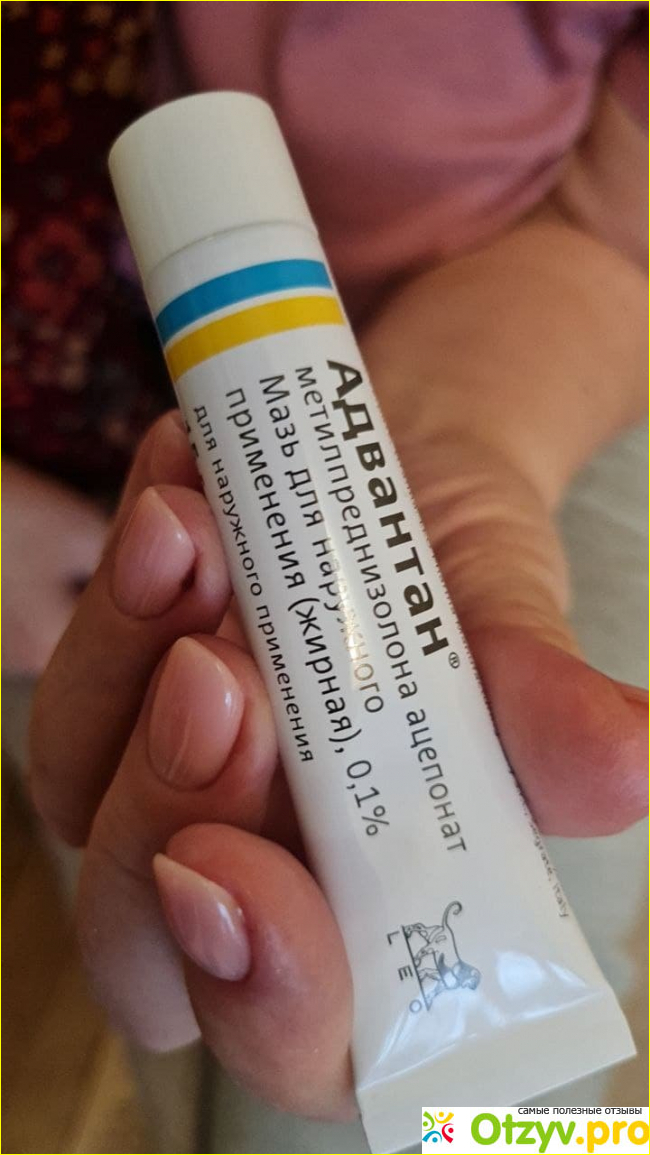 Адвантан®
метилпреднизолона ацепонат
Мазь для наружного
применения (жирная), 0,1%
для наружного применения
LEO
самые полезные отзывы
Otzyv.pro